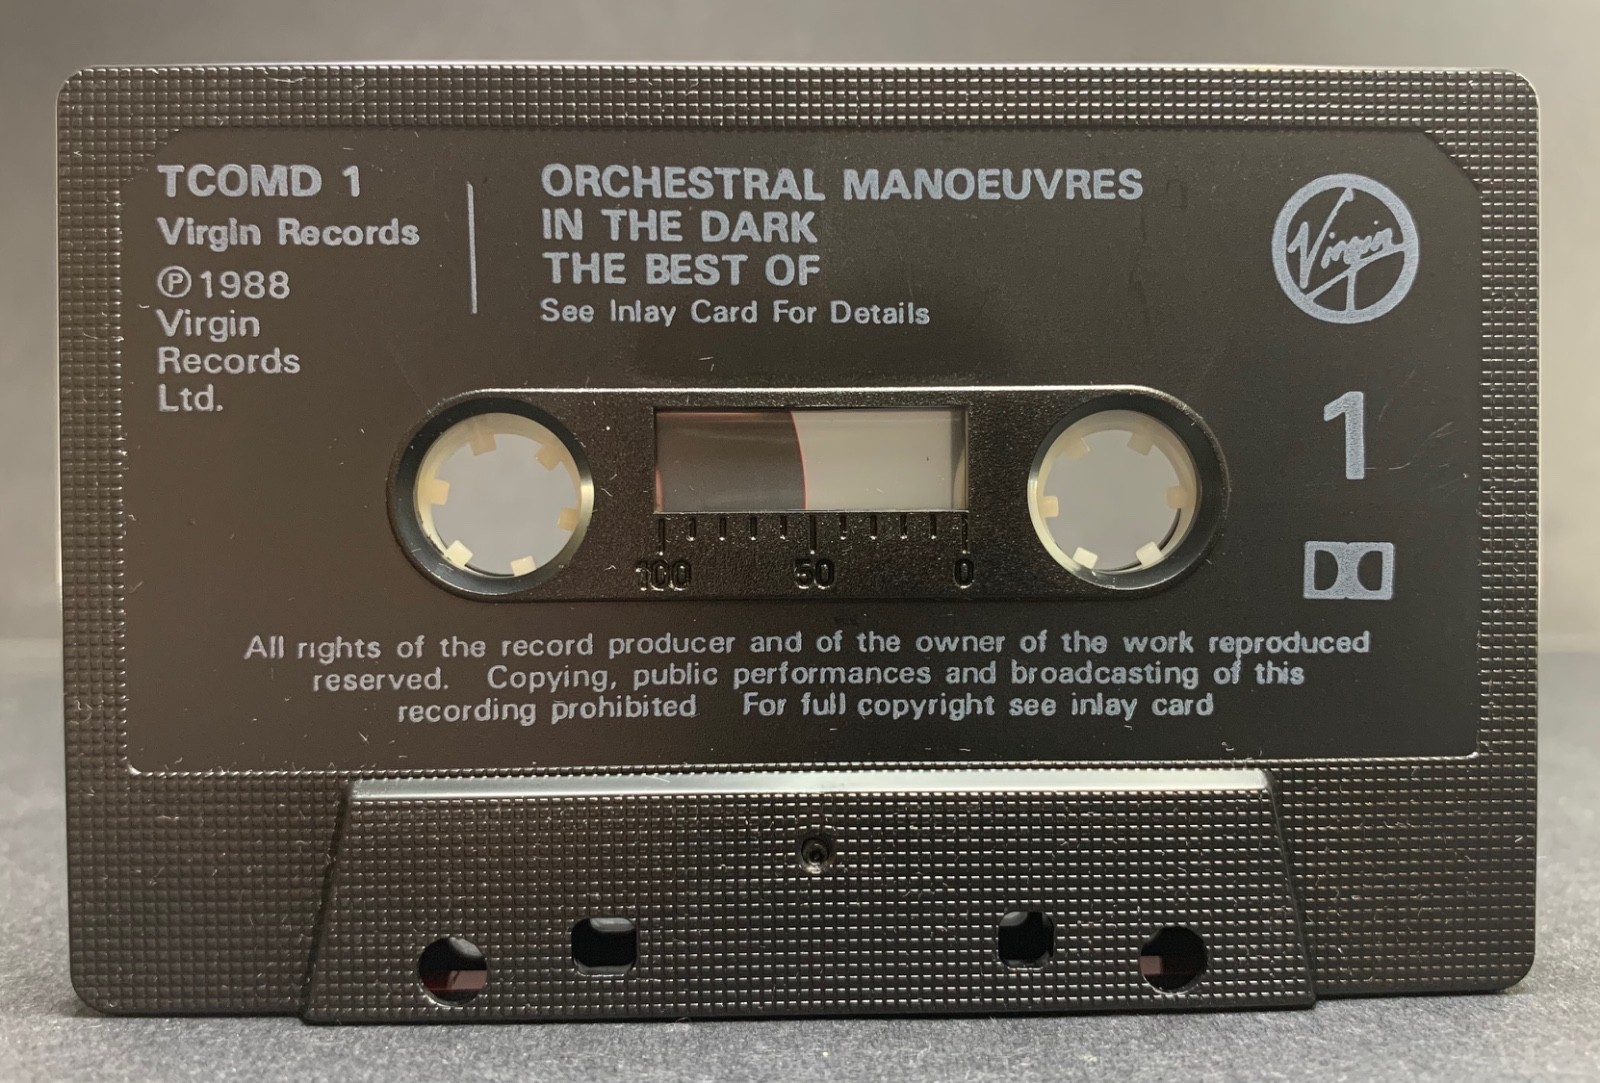 TCOMD 1
Virgin Records
℗ 1988
Virgin
Records
Ltd.
ORCHESTRAL MANOEUVRES
IN THE DARK
THE BEST OF
See Inlay Card For Details
Virgin
1
100 50 0
All rights of the record producer and of the owner of the work reproduced
reserved. Copying, public performances and broadcasting of this
recording prohibited For full copyright see inlay card